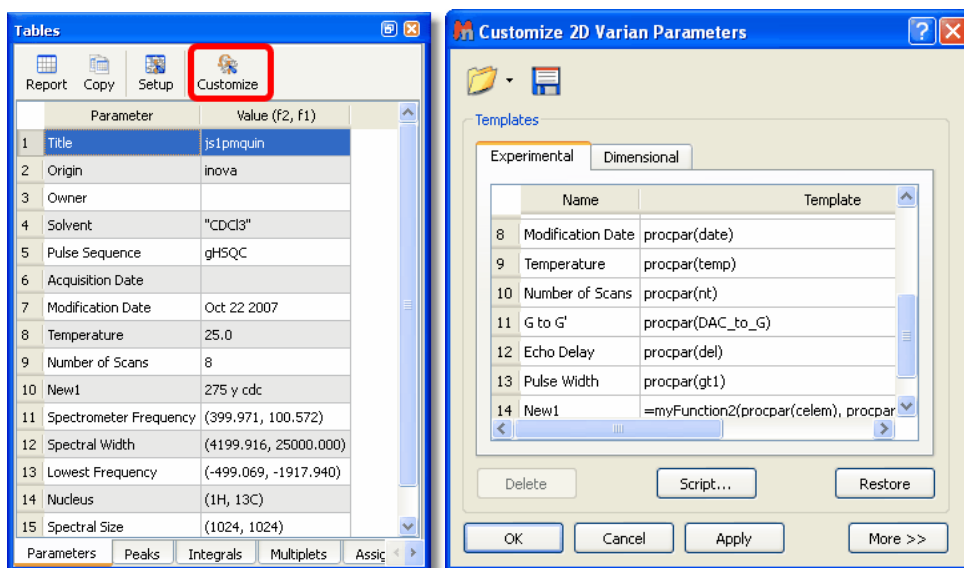 Tables
Report Copy Setup Customize
Parameter Value (f2, f1)
1 Title js1pmquin
2 Origin inova
3 Owner
4 Solvent "CDCl3"
5 Pulse Sequence gHSQC
6 Acquisition Date
7 Modification Date Oct 22 2007
8 Temperature 25.0
9 Number of Scans 8
10 New1 275 y cdc
11 Spectrometer Frequency (399.971, 100.572)
12 Spectral Width (4199.916, 25000.000)
13 Lowest Frequency (-499.069, -1917.940)
14 Nucleus (1H, 13C)
15 Spectral Size (1024, 1024)
Parameters Peaks Integrals Multiplets Assig
Customize 2D Varian Parameters
Templates
Experimental Dimensional
Name Template
8 Modification Date procpar(date)
9 Temperature procpar(temp)
10 Number of Scans procpar(nt)
11 G to G' procpar(DAC_to_G)
12 Echo Delay procpar(del)
13 Pulse Width procpar(gt1)
14 New1 =myFunction2(procpar(celem), procpar
Delete Script... Restore
OK Cancel Apply More >>